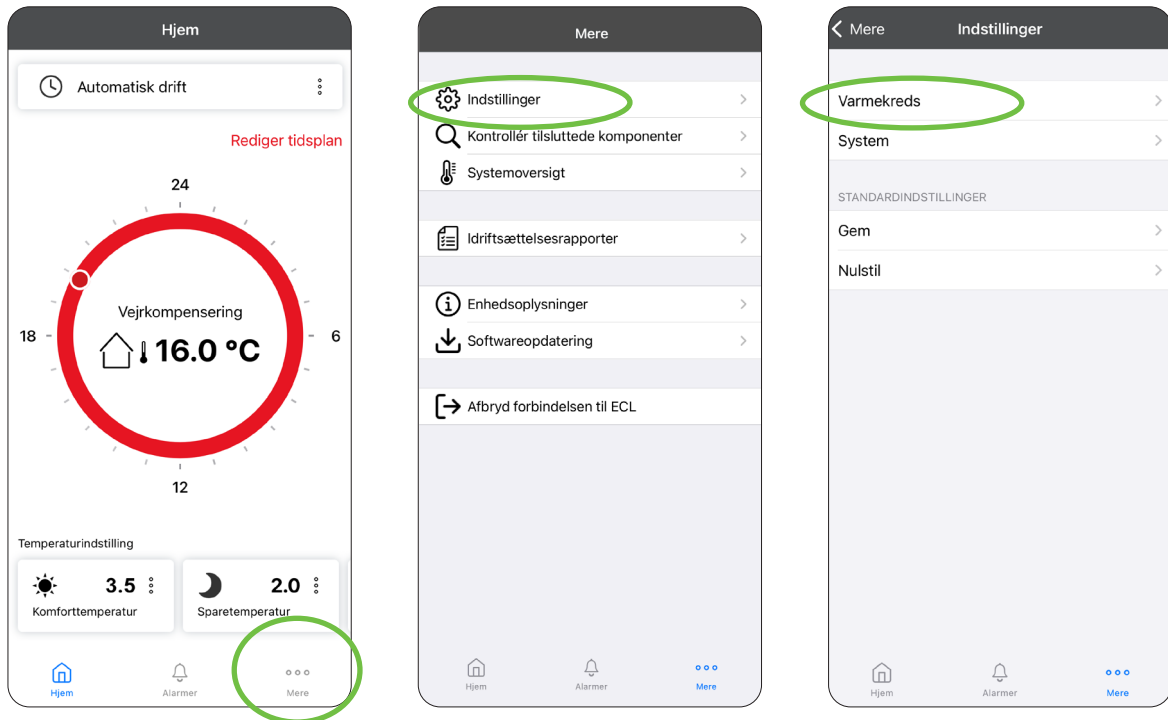 Hjem
Automatisk drift
Rediger tidsplan
24
18
Vejrkompensering
16.0 °C
6
12
Temperaturindstilling
3.5
Komforttemperatur
2.0
Sparetemperatur
Hjem
Alarmer
Mere
Mere
Indstillinger
Kontrollér tilsluttede komponenter
Systemoversigt
Idriftsættelsesrapporter
Enhedsoplysninger
Softwareopdatering
Afbryd forbindelsen til ECL
Hjem
Alarmer
Mere
Mere
Indstillinger
Varmekreds
System
STANDARDINDSTILLINGER
Gem
Nulstil
Hjem
Alarmer
Mere